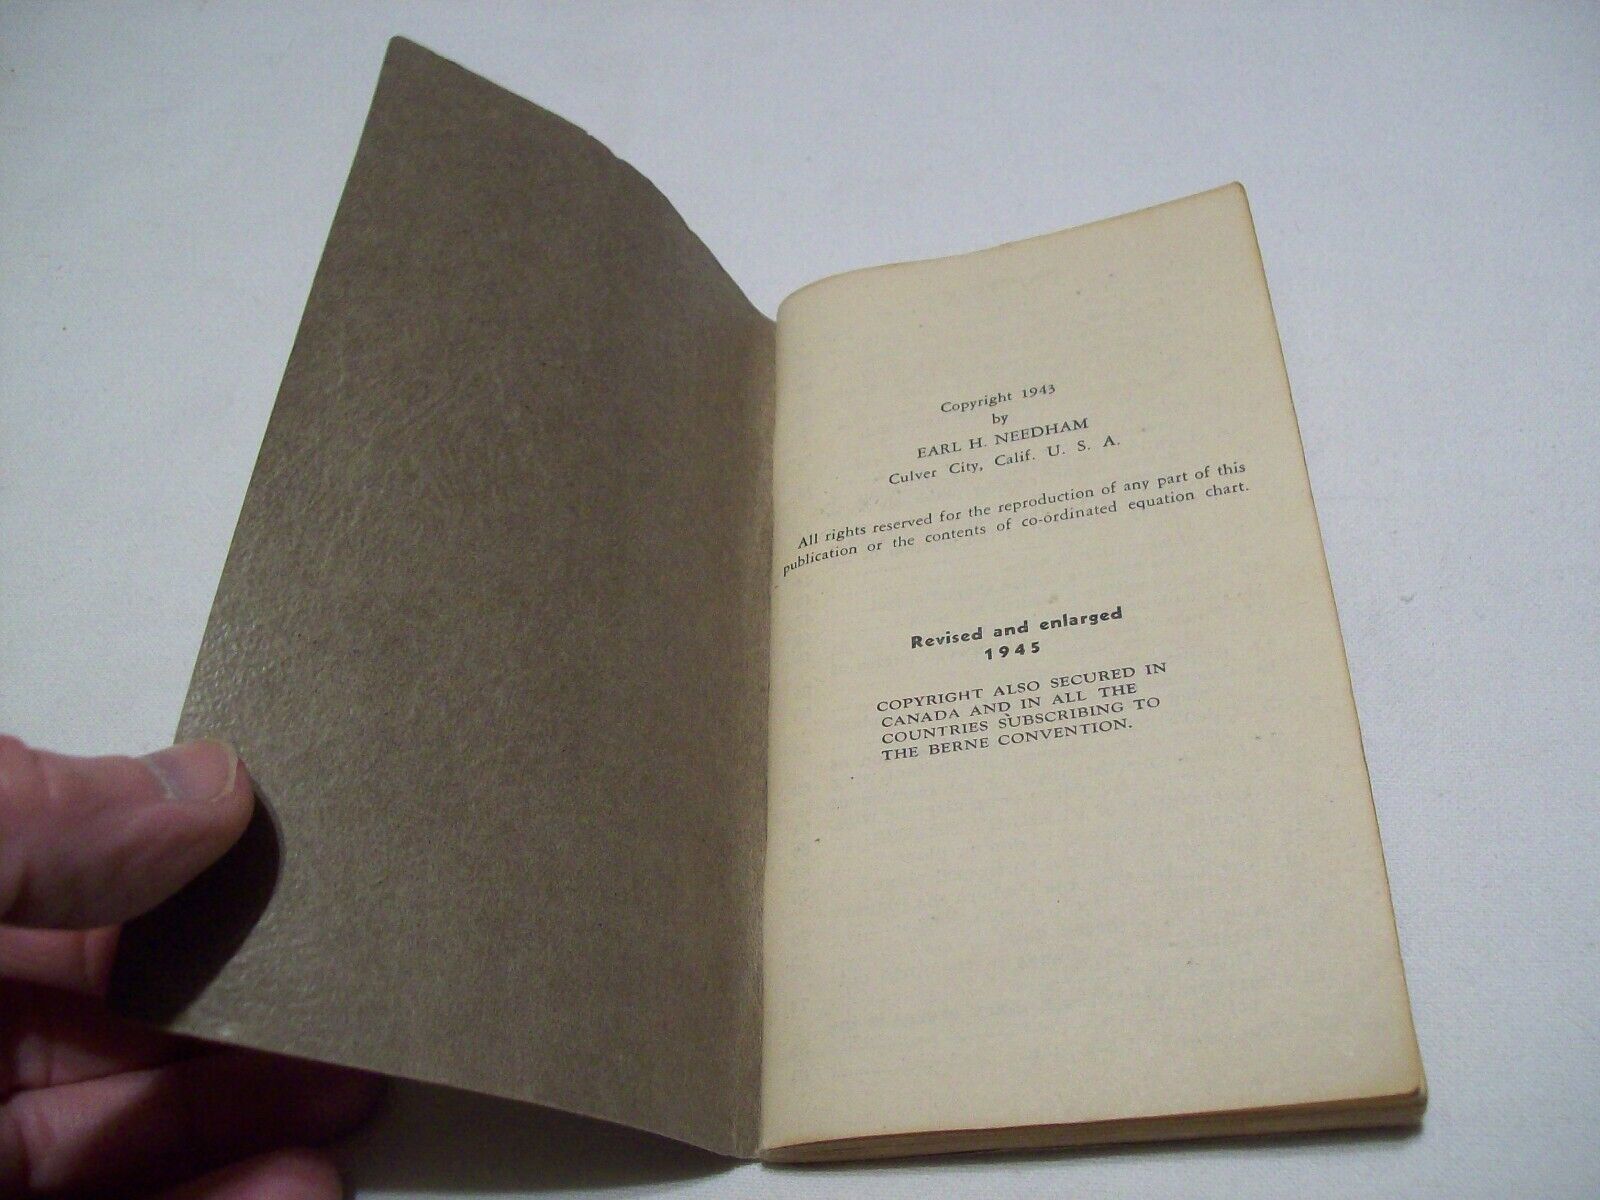 Copyright 1943
by
EARL H. NEEDHAM
Culver City, Calif. U. S. A.
All rights reserved for the reproduction of any part of this
publication or the contents of co-ordinated equation chart.
Revised and enlarged
1945
COPYRIGHT ALSO SECURED IN
CANADA AND IN ALL THE
COUNTRIES SUBSCRIBING TO
THE BERNE CONVENTION.